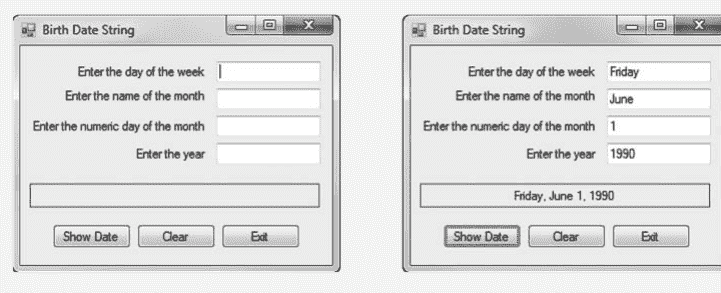 Birth Date String
Enter the day of the week
Enter the name of the month
Enter the numeric day of the month
Enter the year
Show Date Clear Exit
Birth Date String
Enter the day of the week Friday
Enter the name of the month June
Enter the numeric day of the month 1
Enter the year 1990
Friday, June 1, 1990
Show Date Clear Exit